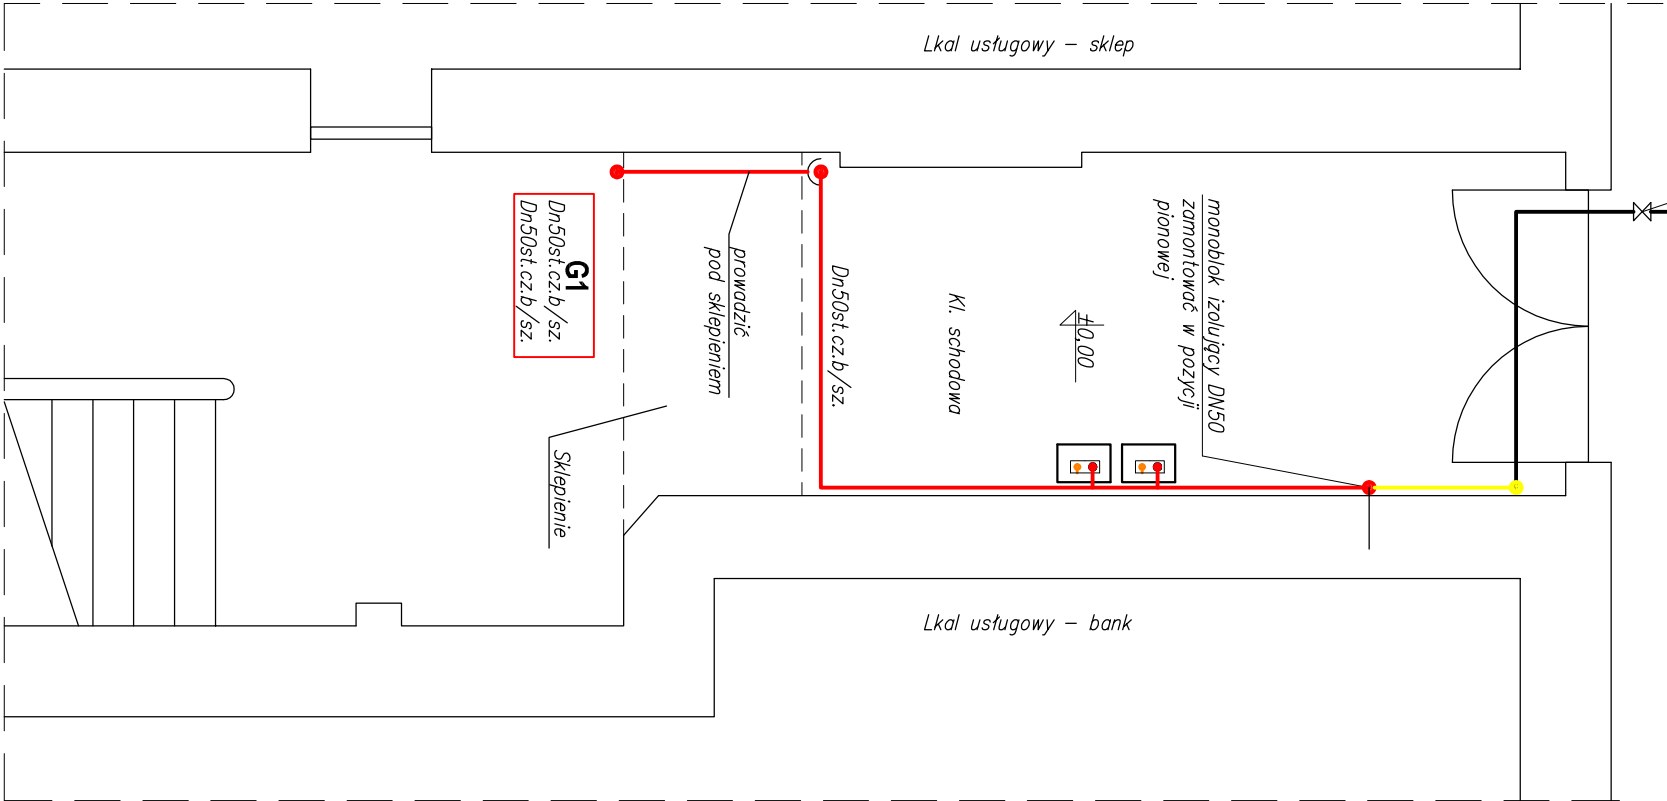 Lkal usługowy – sklep
monoblok izolujący DN50
zamontować w pozycji
pionowej
±0,00
Kl. schodowa
Dn50st.cz.b/sz.
prowadzić
pod sklepieniem
G1
Dn50st.cz.b/sz.
Dn50st.cz.b/sz.
Sklepienie
Lkal usługowy – bank